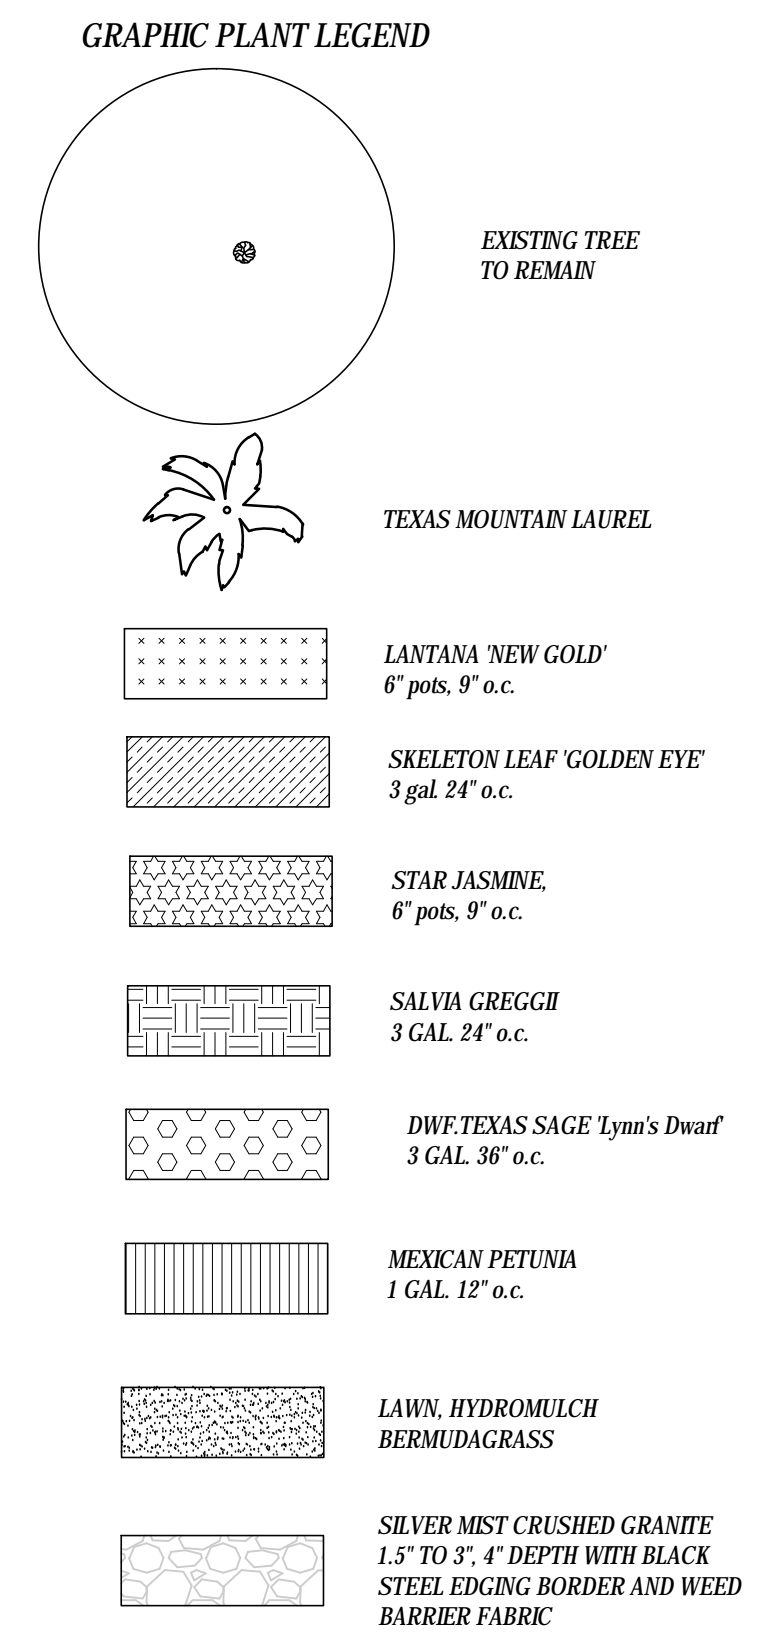 GRAPHIC PLANT LEGEND
EXISTING TREE
TO REMAIN
TEXAS MOUNTAIN LAUREL
LANTANA 'NEW GOLD'
6" pots, 9" o.c.
SKELETON LEAF 'GOLDEN EYE'
3 gal. 24" o.c.
STAR JASMINE,
6" pots, 9" o.c.
SALVIA GREGGII
3 GAL. 24" o.c.
DWF.TEXAS SAGE 'Lynn's Dwarf'
3 GAL. 36" o.c.
MEXICAN PETUNIA
1 GAL. 12" o.c.
LAWN, HYDROMULCH
BERMUDAGRASS
SILVER MIST CRUSHED GRANITE
1.5" TO 3", 4" DEPTH WITH BLACK
STEEL EDGING BORDER AND WEED
BARRIER FABRIC